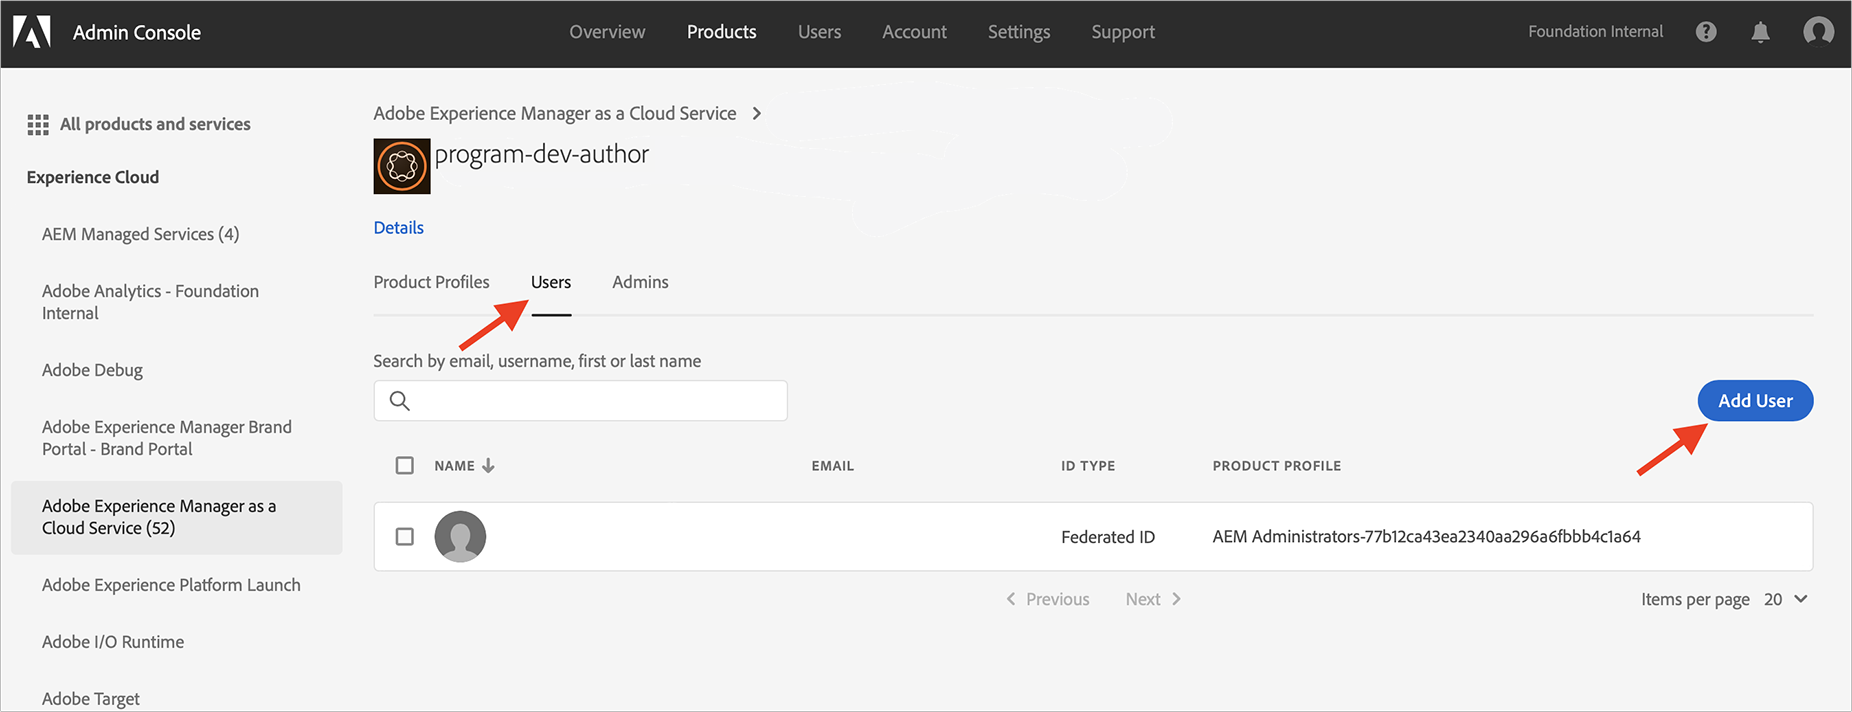 Admin Console
Overview
Products
Users
Account
Settings
Support
Foundation Internal
All products and services
Experience Cloud
AEM Managed Services (4)
Adobe Analytics - Foundation
Internal
Adobe Debug
Adobe Experience Manager Brand
Portal - Brand Portal
Adobe Experience Manager as a
Cloud Service (52)
Adobe Experience Platform Launch
Adobe I/O Runtime
Adobe Target
Adobe Experience Manager as a Cloud Service
program-dev-author
Details
Product Profiles
Users
Admins
Search by email, username, first or last name
Add User
NAME
EMAIL
ID TYPE
PRODUCT PROFILE
Federated ID
AEM Administrators-77b12ca43ea2340aa296a6fbbb4c1a64
Previous
Next
Items per page 20